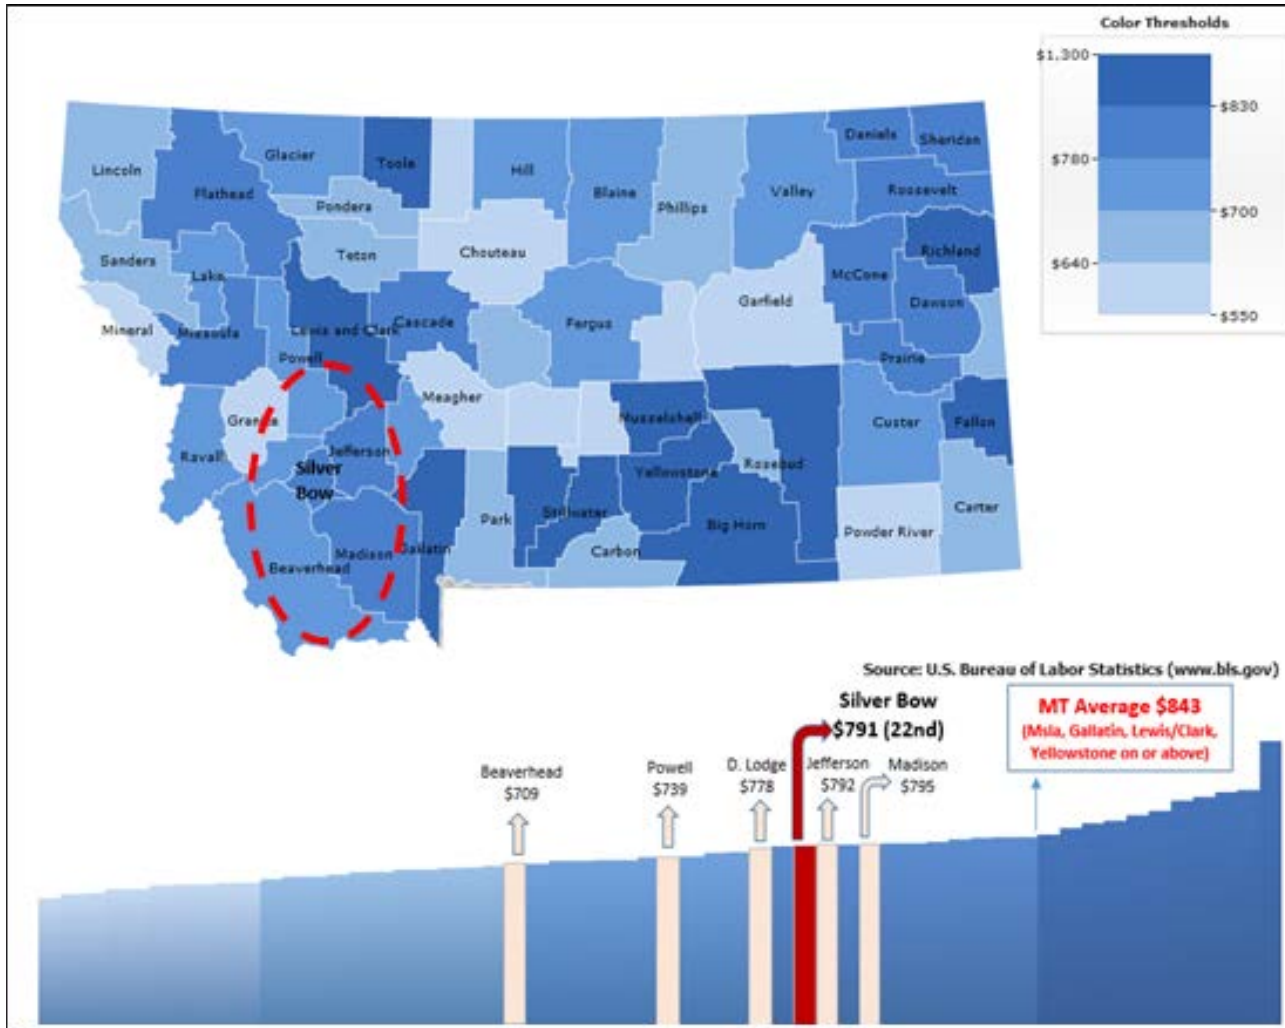 Color Thresholds
$1.300
$830
$780
$700
$640
$550
Lincoln
Flathead
Glacier
Toole
Hill
Blaine
Phillips
Valley
Daniels
Sheridan
Roosevelt
Richland
Pondera
Teton
Chouteau
Sanders
Lake
Mineral
Missoula
Lewis and Clark
Cascade
Fergus
Garfield
McCone
Dawson
Prairie
Powell
Meagher
Granite
Ravalli
Jefferson
Silver
Bow
Musselshell
Yellowstone
Rosebud
Custer
Fallon
Park
Stillwater
Big Horn
Carter
Powder River
Carbon
Madison
Gallatin
Beaverhead
Source: U.S. Bureau of Labor Statistics (www.bls.gov)
Silver Bow
$791 (22nd)
MT Average $843
(Msla, Gallatin, Lewis/Clark,
Yellowstone on or above)
Beaverhead
$709
Powell
$739
D. Lodge
$778
Jefferson
$792
Madison
$795